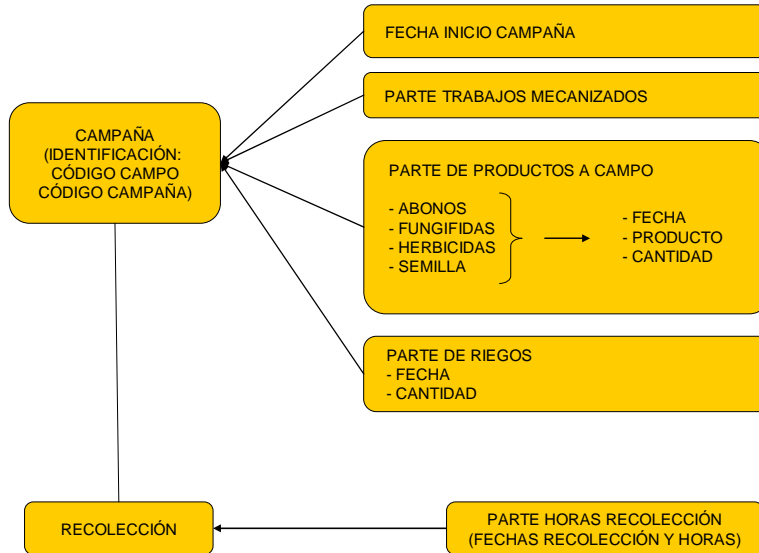 FECHA INICIO CAMPAÑA
PARTE TRABAJOS MECANIZADOS
CAMPAÑA
(IDENTIFICACIÓN:
CÓDIGO CAMPO
CÓDIGO CAMPAÑA)
PARTE DE PRODUCTOS A CAMPO
- ABONOS
- FUNGIFIDAS
- HERBICIDAS
- SEMILLA
- FECHA
- PRODUCTO
- CANTIDAD
PARTE DE RIEGOS
- FECHA
- CANTIDAD
RECOLECCIÓN
PARTE HORAS RECOLECCIÓN
(FECHAS RECOLECCIÓN Y HORAS)